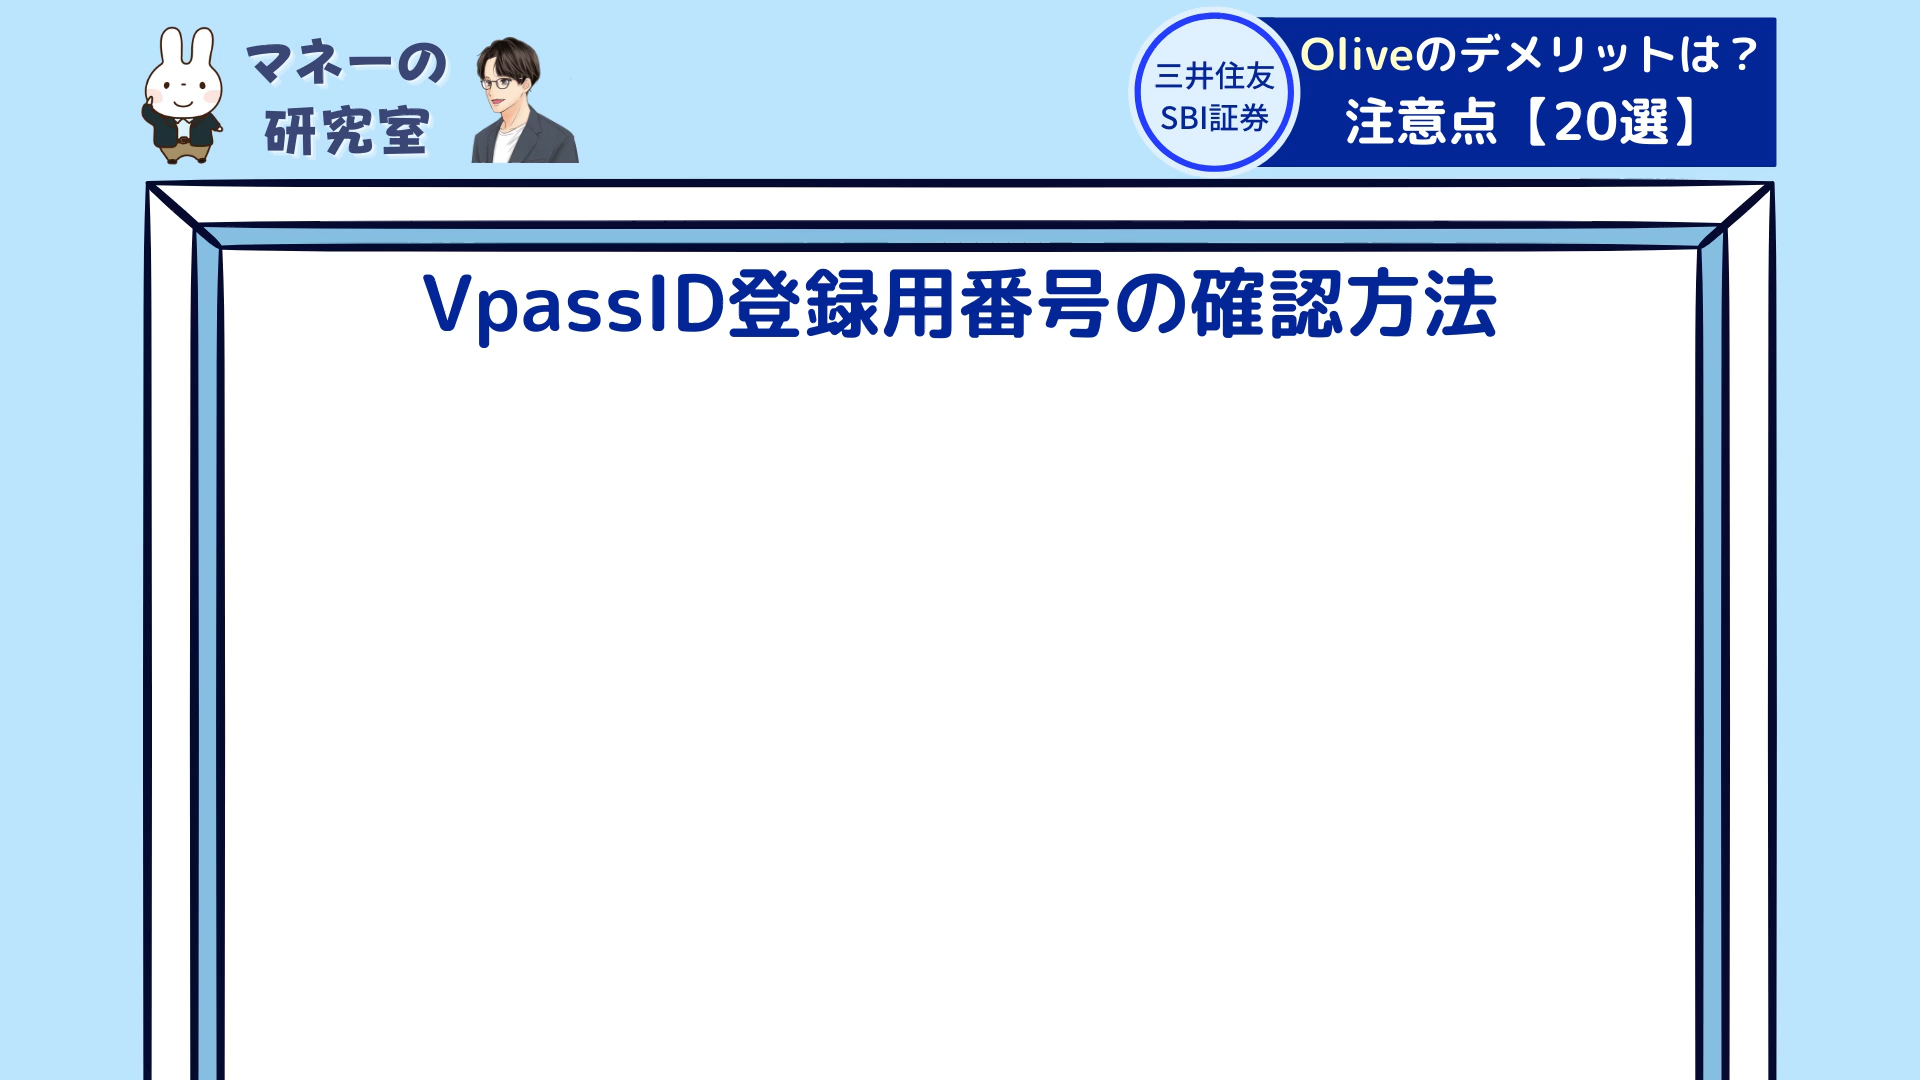 マネーの
研究室
三井住友
SBI証券
Oliveのデメリットは？
注意点【20選】
VpassID登録用番号の確認方法